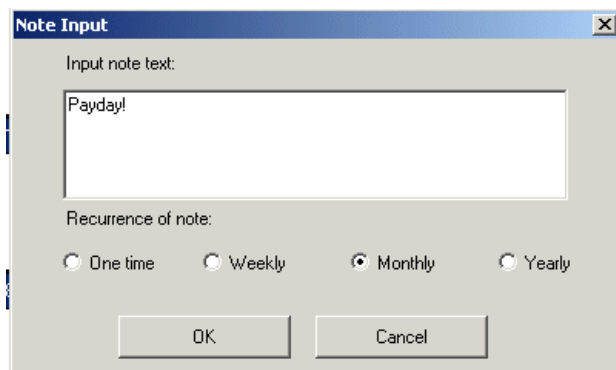 Note Input
Input note text:
Payday!
Recurrence of note:
One time Weekly Monthly Yearly
OK Cancel